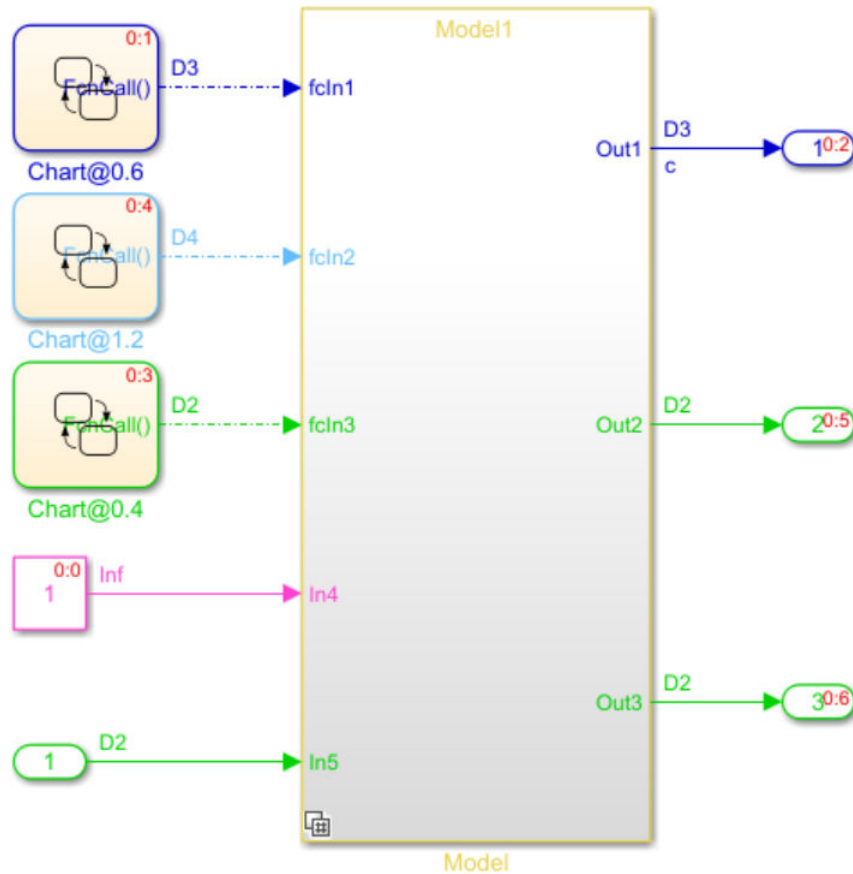 Model1
0:1
FcnCall()
D3
fcIn1
Chart@0.6
D3
Out1
c
1
0:2
0:4
FcnCall()
D4
fcIn2
Chart@1.2
0:3
FcnCall()
D2
fcIn3
Chart@0.4
D2
Out2
2
0:5
0:0
1
Inf
In4
D2
Out3
3
0:6
1
D2
In5
Model